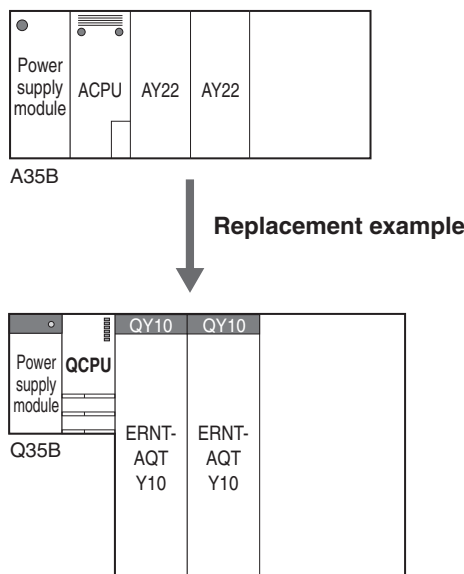 Power
supply
module
ACPU
AY22
AY22
A35B
Replacement example
QY10
QY10
Power
supply
module
QCPU
Q35B
ERNT-
AQT
Y10
ERNT-
AQT
Y10